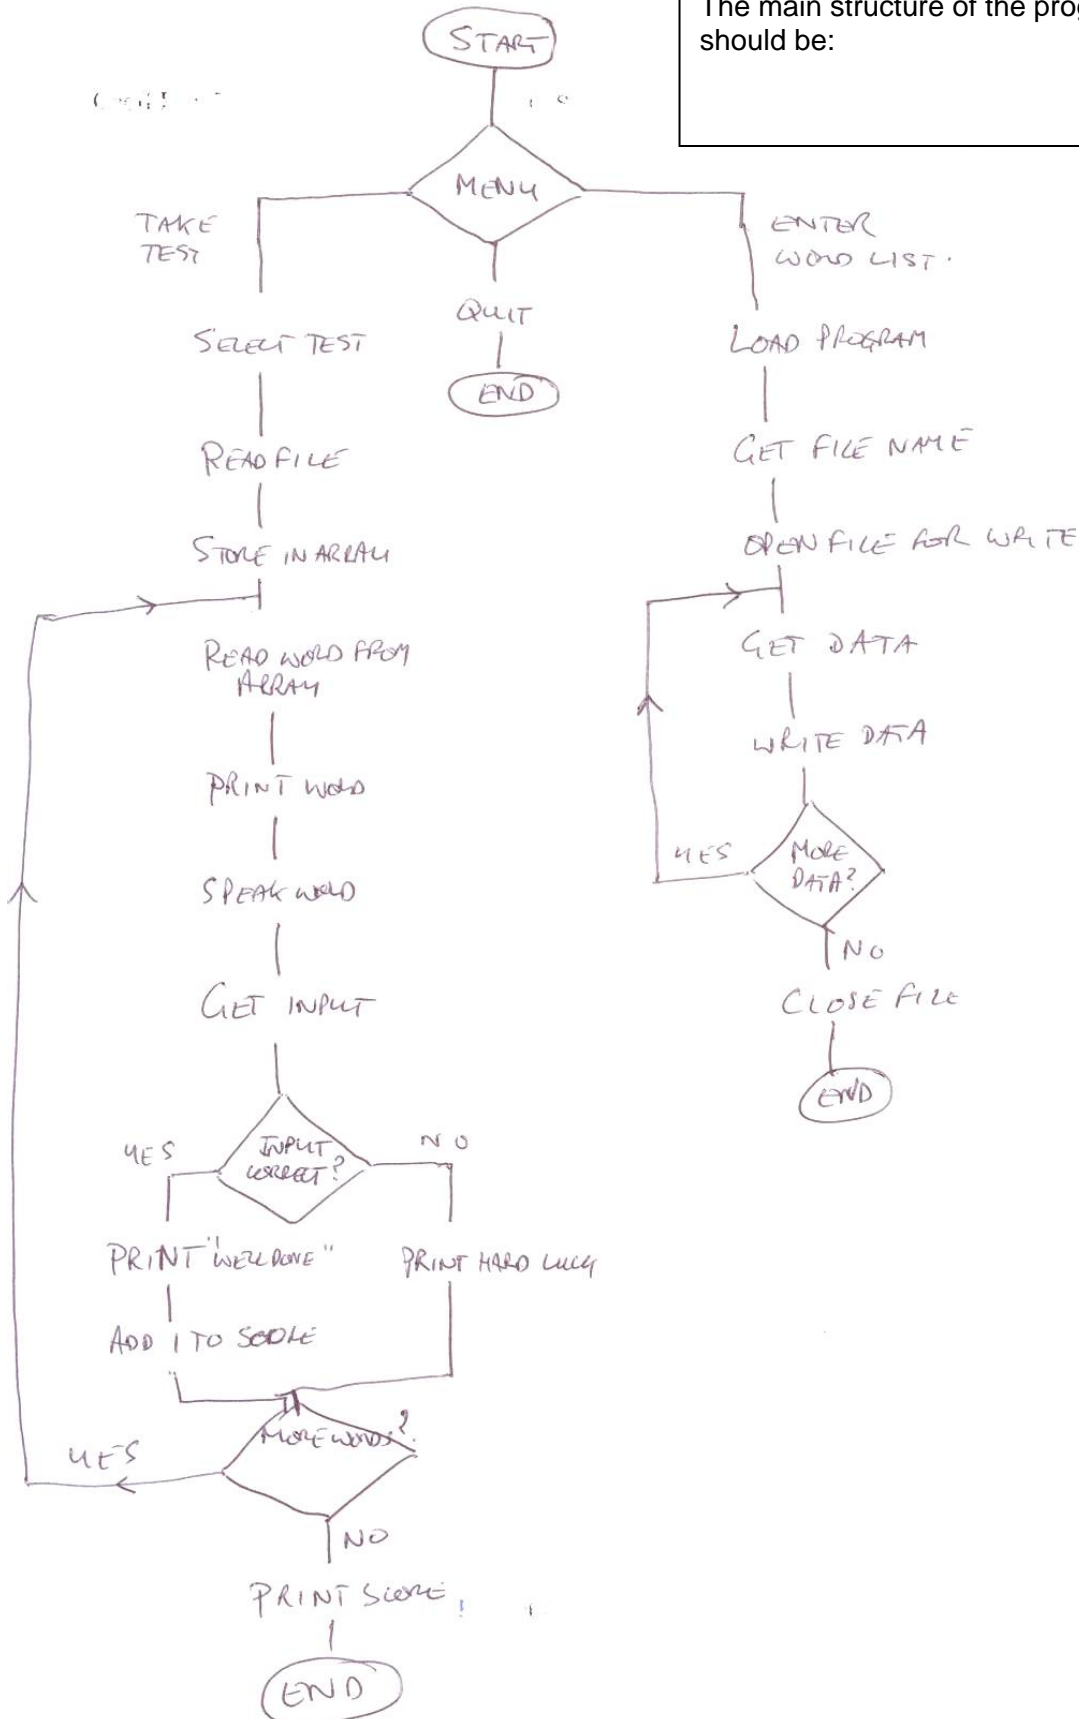 The main structure of the prog
should be:
START
MENU
TAKE
TEST
SELECT TEST
READ FILE
STORE IN ARRAY
READ WORD FROM
ARRAY
PRINT WORD
SPEAK WORD
GET INPUT
INPUT
CORRECT?
YES
NO
PRINT "WELL DONE"
ADD 1 TO SCORE
PRINT HARD LUCK
MORE WORDS?
YES
NO
PRINT SCORE
END
QUIT
END
ENTER
WORD LIST.
LOAD PROGRAM
GET FILE NAME
OPEN FILE FOR WRITE
GET DATA
WRITE DATA
MORE
DATA?
YES
NO
CLOSE FILE
END